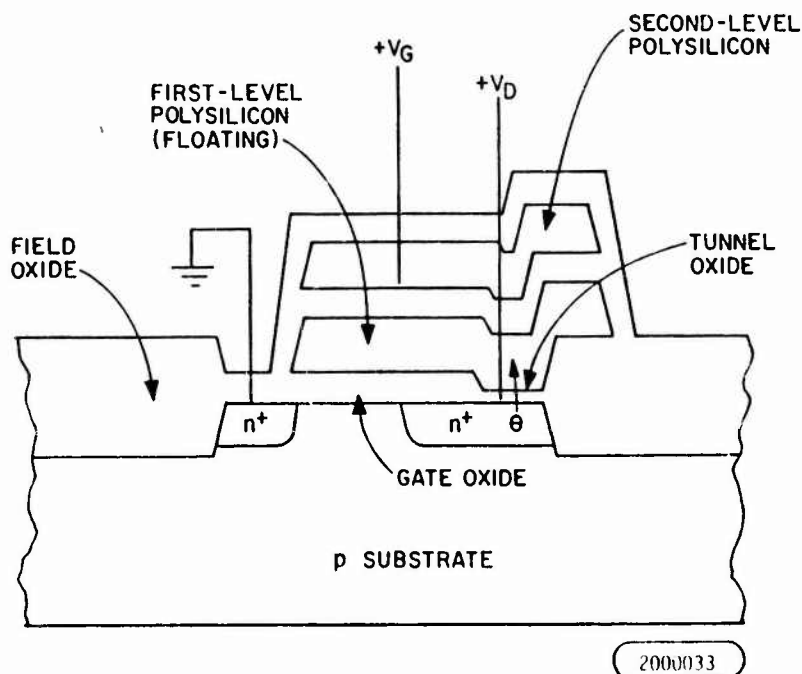 SECOND-LEVEL
POLYSILICON
+VG
+VD
FIRST-LEVEL
POLYSILICON
(FLOATING)
FIELD
OXIDE
TUNNEL
OXIDE
n+
n+
θ
GATE OXIDE
p SUBSTRATE
2000033